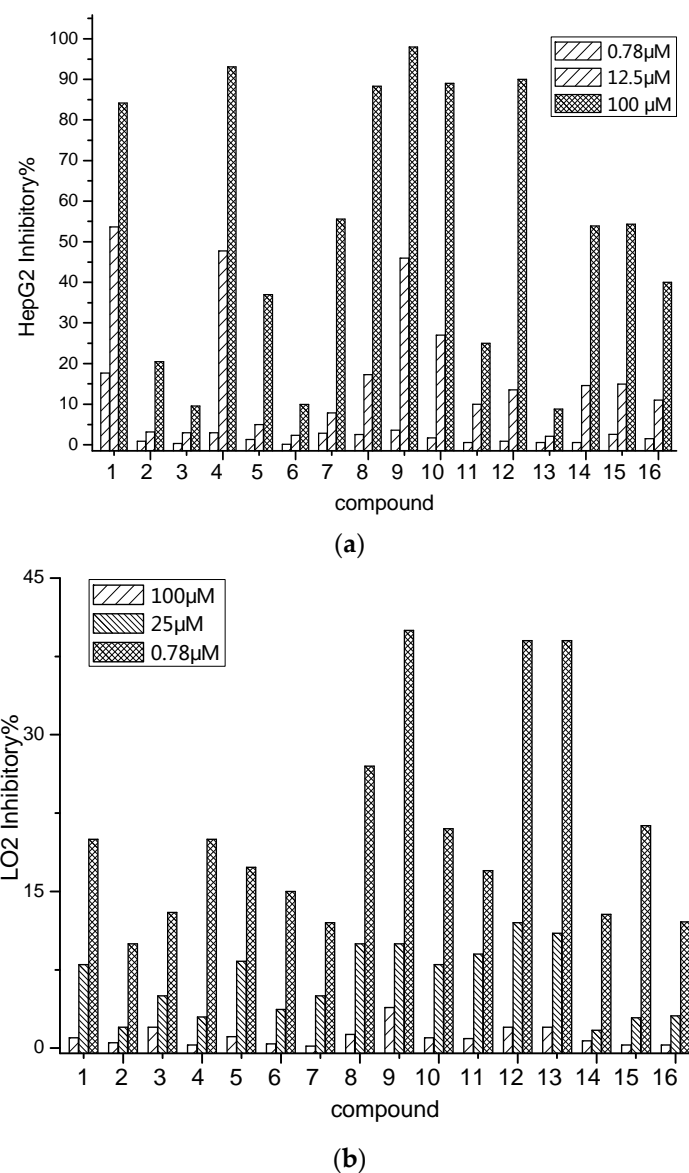 100
90
80
70
60
50
40
30
20
10
0
HepG2 Inhibitory%
0.78μM
12.5μM
100 μM
1 2 3 4 5 6 7 8 9 10 11 12 13 14 15 16
compound
(a)
45
30
15
0
LO2 Inhibitory%
100μM
25μM
0.78μM
1 2 3 4 5 6 7 8 9 10 11 12 13 14 15 16
compound
(b)